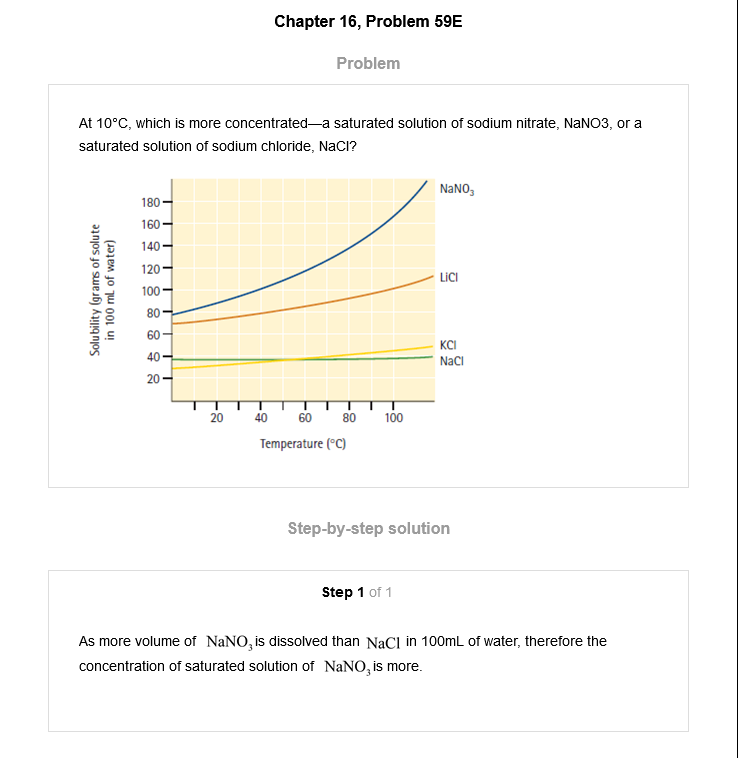 Chapter 16, Problem 59E
Problem
At 10°C, which is more concentrated—a saturated solution of sodium nitrate, NaNO3, or a
saturated solution of sodium chloride, NaCl?
Solubility (grams of solute
in 100 mL of water)
180
160
140
120
100
80
60
40
20
NaNO₃
LiCl
KCl
NaCl
20 40 60 80 100
Temperature (°C)
Step-by-step solution
Step 1 of 1
As more volume of NaNO₃ is dissolved than NaCl in 100mL of water, therefore the
concentration of saturated solution of NaNO₃ is more.